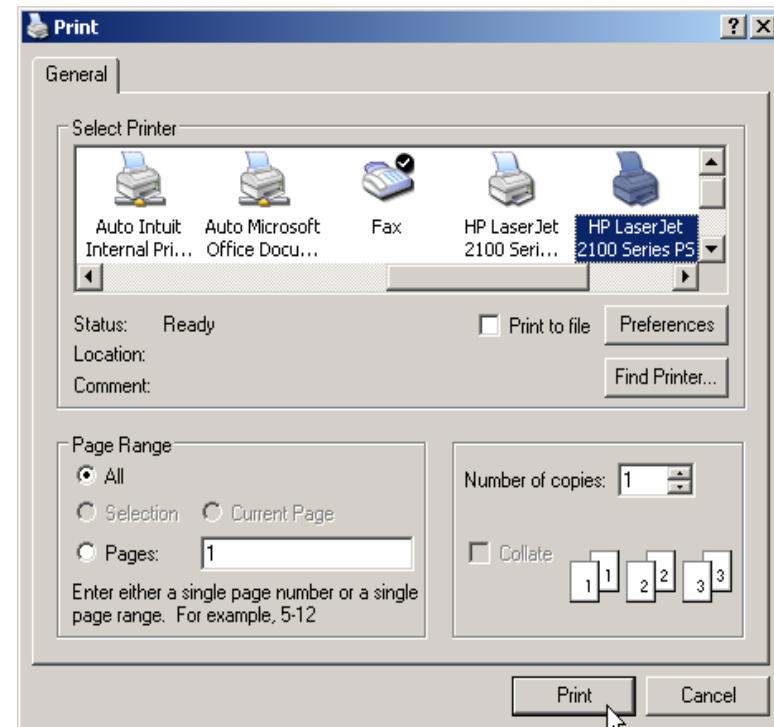 Print
General
Select Printer
Auto Intuit
Internal Pri...
Auto Microsoft
Office Docu...
Fax
HP LaserJet
2100 Seri...
HP LaserJet
2100 Series PS
Status: Ready
Location:
Comment:
Print to file
Preferences
Find Printer...
Page Range
All
Selection
Current Page
Pages: 1
Enter either a single page number or a single
page range. For example, 5-12
Number of copies: 1
Collate
1 1 2 2 3 3
Print
Cancel